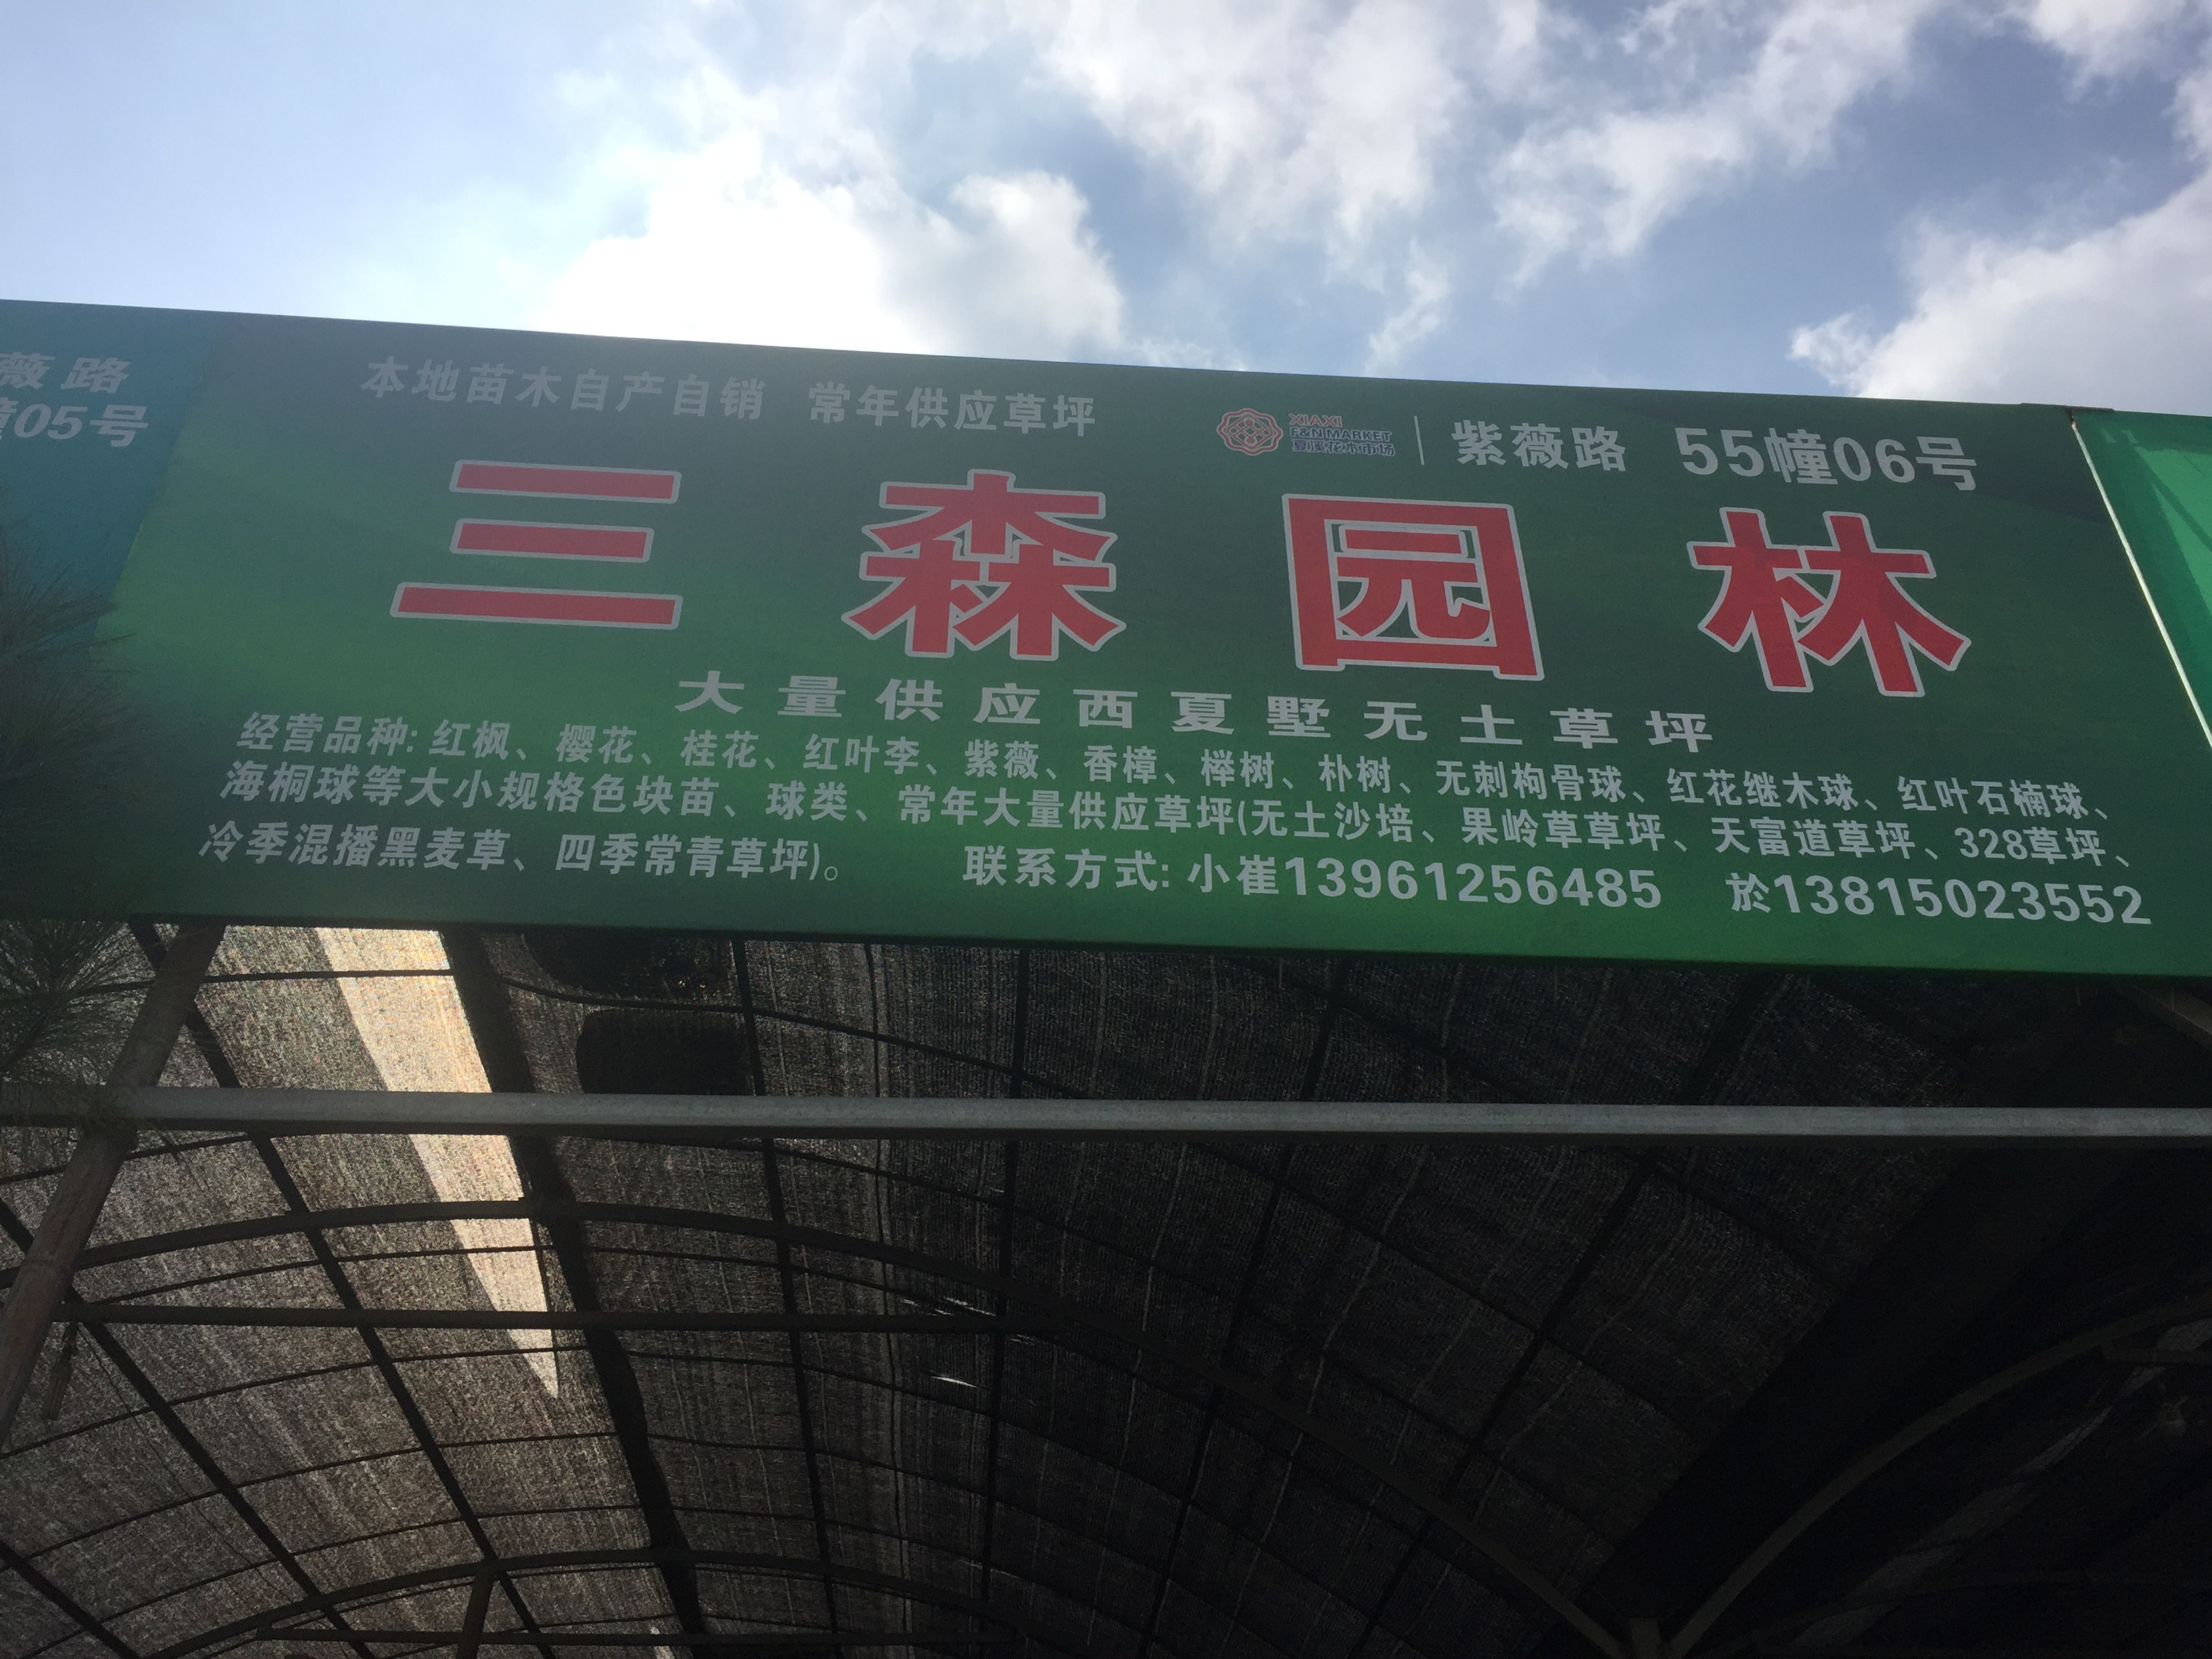 薇路
幢05号
本地苗木自产自销 常年供应草坪
XIAXI
F&N MARKET
夏溪花木市场
紫薇路 55幢06号
三森园林
大量供应西夏墅无土草坪
经营品种: 红枫、樱花、桂花、红叶李、紫薇、香樟、榉树、朴树、无刺枸骨球、红花继木球、红叶石楠球、
海桐球等大小规格色块苗、球类、常年大量供应草坪(无土沙培、果岭草草坪、天富道草坪、328草坪、
冷季混播黑麦草、四季常青草坪)。 联系方式: 小崔13961256485 於13815023552